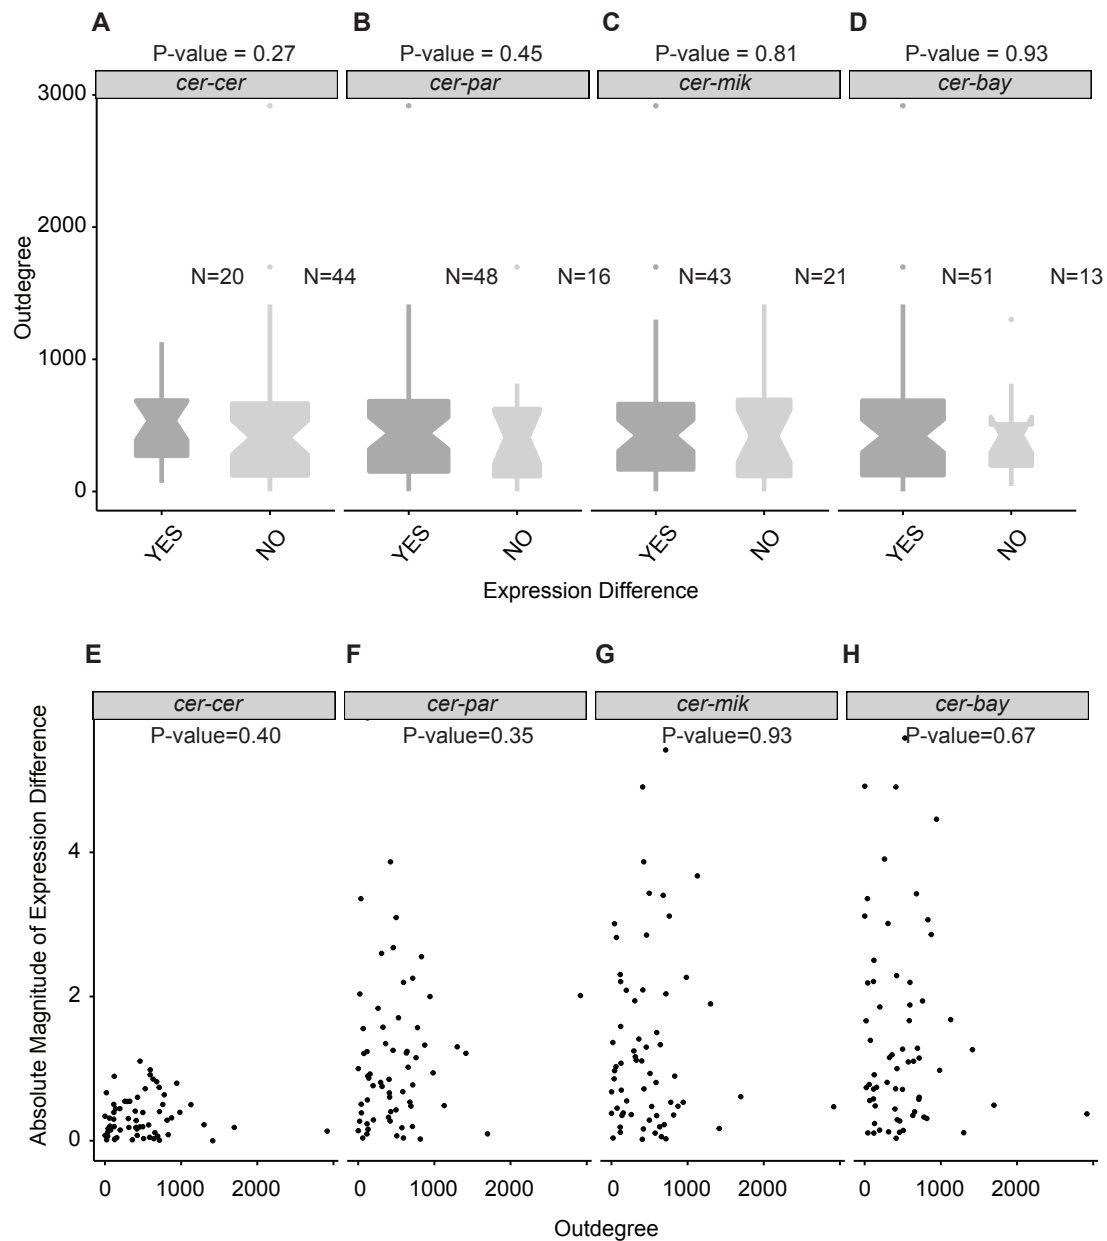 A B C D
P-value = 0.27 P-value = 0.45 P-value = 0.81 P-value = 0.93
cer-cer cer-par cer-mik cer-bay
3000
2000
1000
0
Outdegree
N=20 N=44 N=48 N=16 N=43 N=21 N=51 N=13
YES NO YES NO YES NO YES NO
Expression Difference
E F G H
cer-cer cer-par cer-mik cer-bay
P-value=0.40 P-value=0.35 P-value=0.93 P-value=0.67
Absolute Magnitude of Expression Difference
4
2
0
0 1000 2000 0 1000 2000 0 1000 2000 0 1000 2000
Outdegree